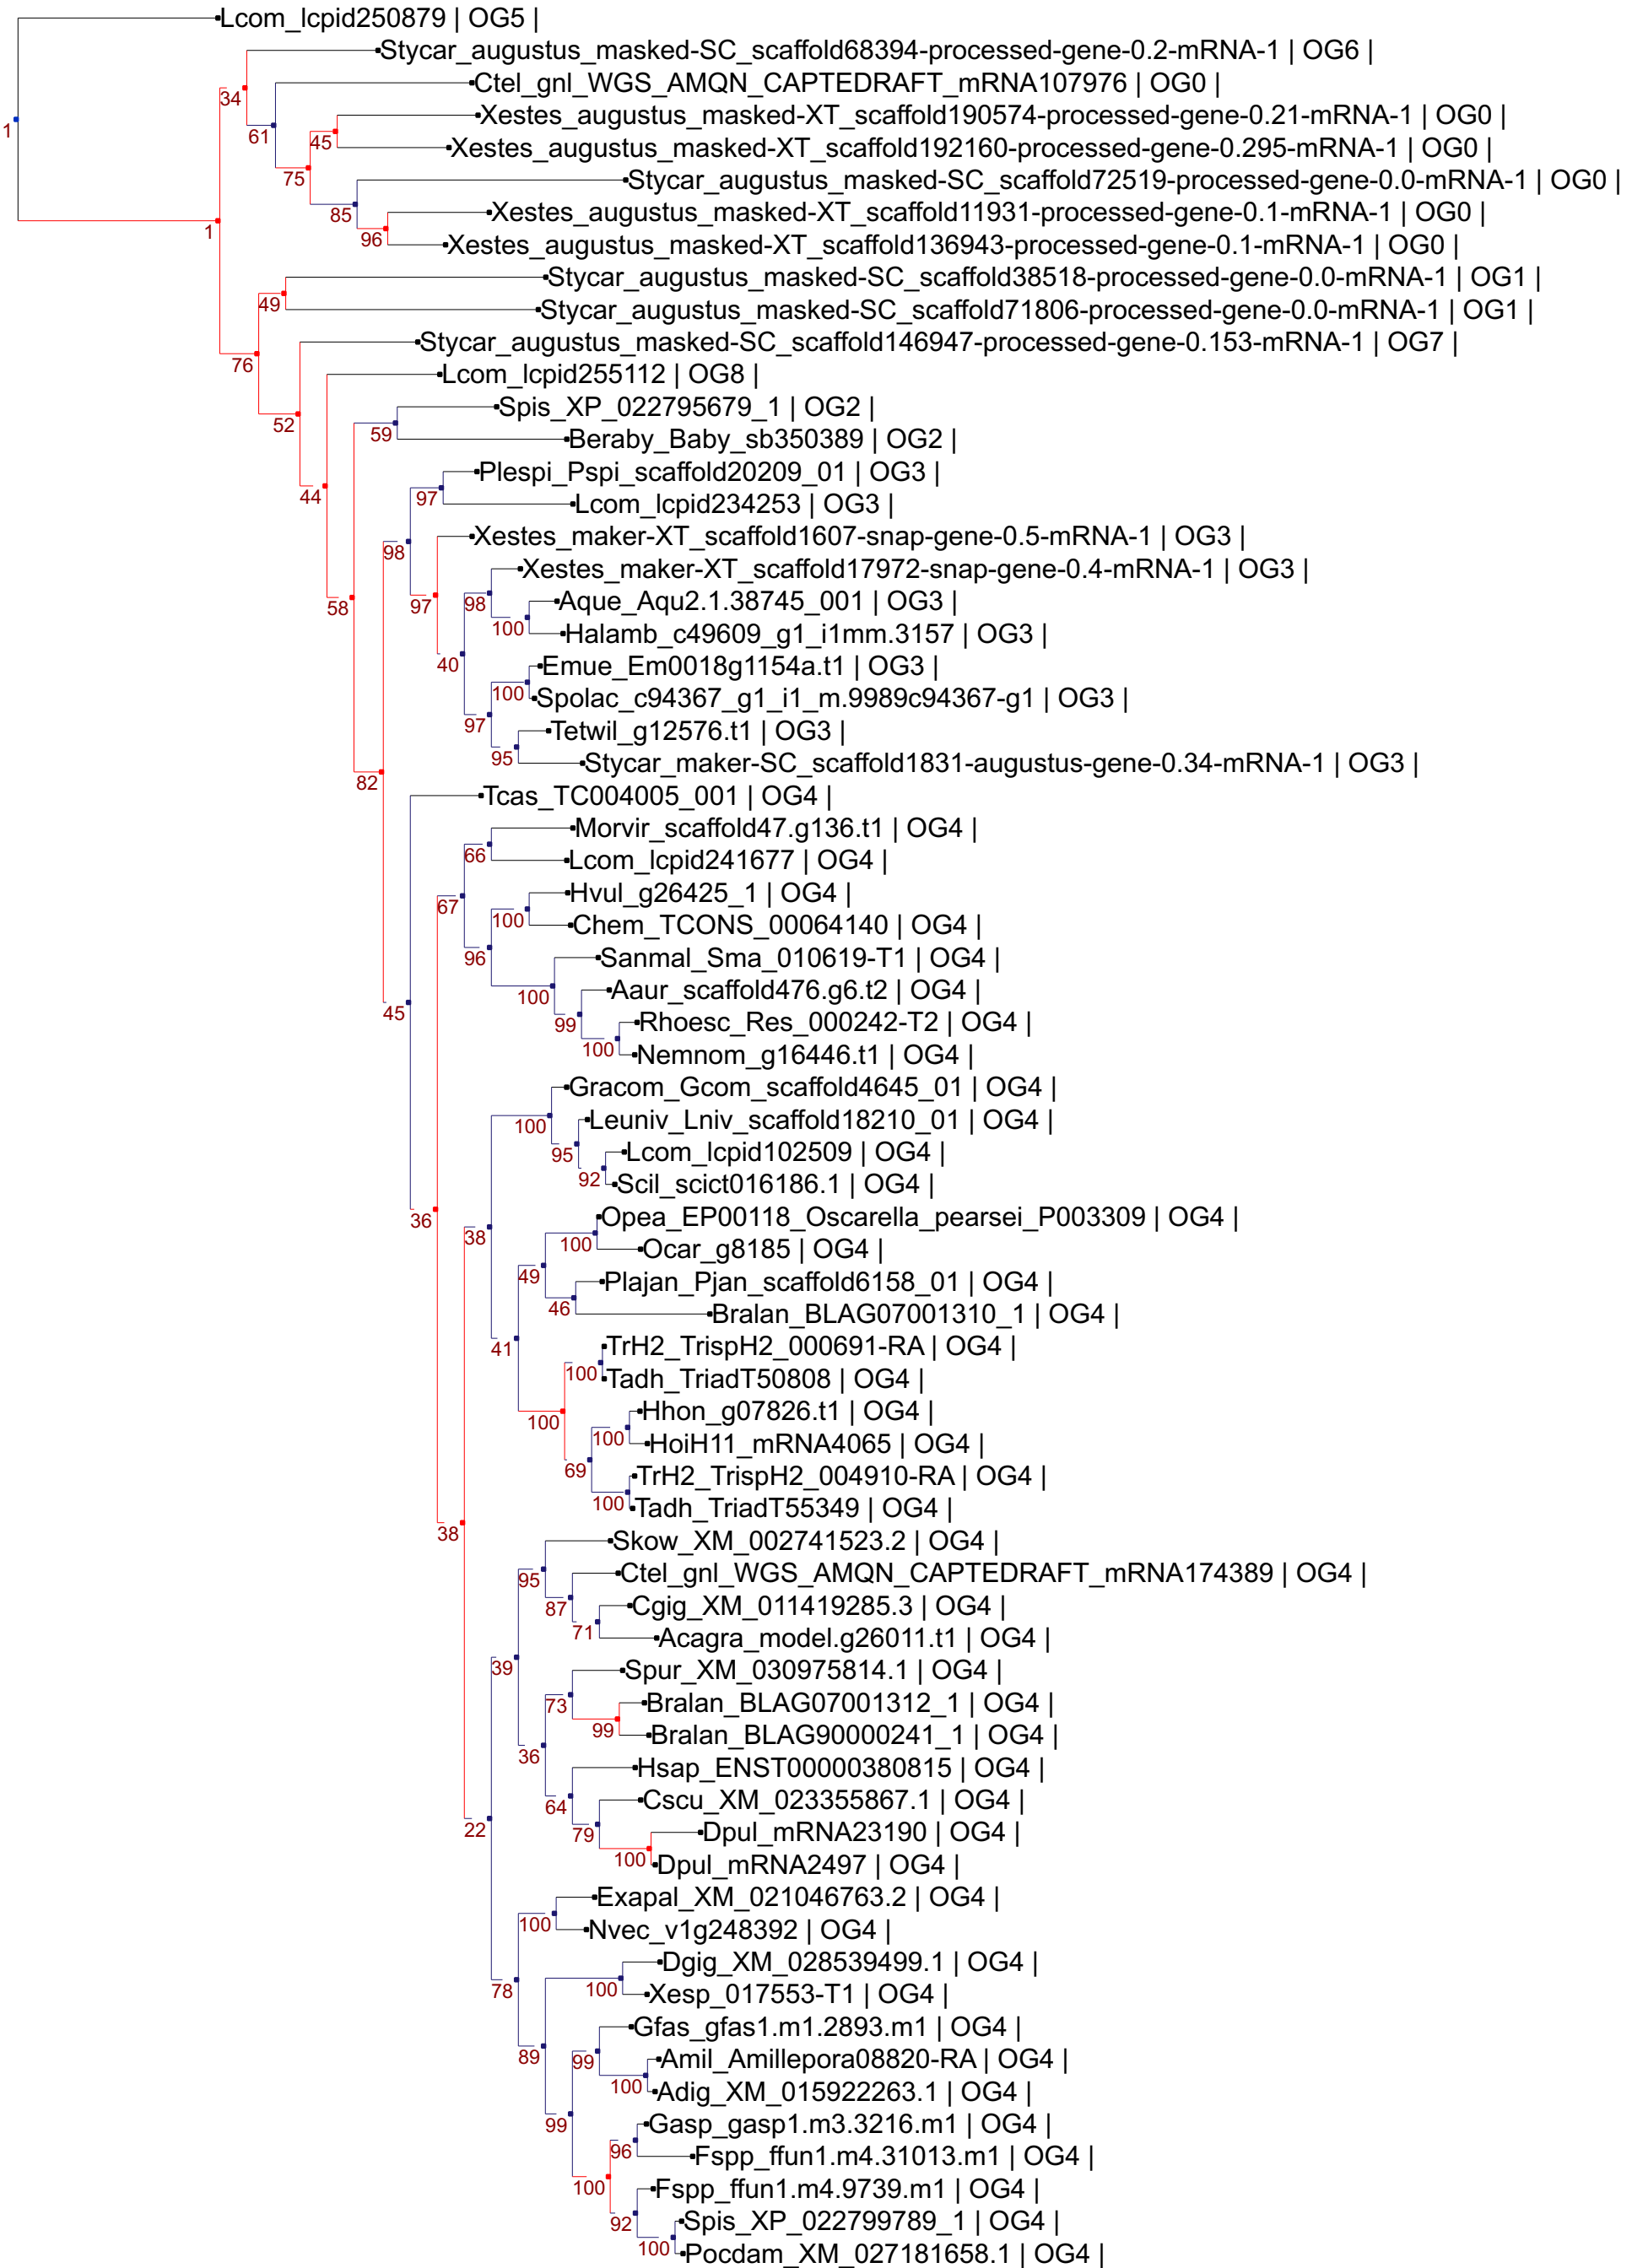 Lcom_lcpid250879 | OG5 |
Stycar_augustus_masked-SC_scaffold68394-processed-gene-0.2-mRNA-1 | OG6 |
Ctel_gnl_WGS_AMQN_CAPTEDRAFT_mRNA107976 | OG0 |
34
Xestes_augustus_masked-XT_scaffold190574-processed-gene-0.21-mRNA-1 | OG0 |
1
61
45
Xestes_augustus_masked-XT_scaffold192160-processed-gene-0.295-mRNA-1 | OG0 |
75
Stycar_augustus_masked-SC_scaffold72519-processed-gene-0.0-mRNA-1 | OG0 |
85
Xestes_augustus_masked-XT_scaffold11931-processed-gene-0.1-mRNA-1 | OG0 |
1
96
Xestes_augustus_masked-XT_scaffold136943-processed-gene-0.1-mRNA-1 | OG0 |
Stycar_augustus_masked-SC_scaffold38518-processed-gene-0.0-mRNA-1 | OG1 |
49
Stycar_augustus_masked-SC_scaffold71806-processed-gene-0.0-mRNA-1 | OG1 |
Stycar_augustus_masked-SC_scaffold146947-processed-gene-0.153-mRNA-1 | OG7 |
76
Lcom_lcpid255112 | OG8 |
Spis_XP_022795679_1 | OG2 |
52
59
Beraby_Baby_sb350389 | OG2 |
Plespi_Pspi_scaffold20209_01 | OG3 |
44
97
Lcom_lcpid234253 | OG3 |
Xestes_maker-XT_scaffold1607-snap-gene-0.5-mRNA-1 | OG3 |
98
Xestes_maker-XT_scaffold17972-snap-gene-0.4-mRNA-1 | OG3 |
58
97
98
Aque_Aqu2.1.38745_001 | OG3 |
100
Halamb_c49609_g1_i1mm.3157 | OG3 |
40
Emue_Em0018g1154a.t1 | OG3 |
100
Spolac_c94367_g1_i1_m.9989c94367-g1 | OG3 |
97
Tetwil_g12576.t1 | OG3 |
95
Stycar_maker-SC_scaffold1831-augustus-gene-0.34-mRNA-1 | OG3 |
82
Tcas_TC004005_001 | OG4 |
Morvir_scaffold47.g136.t1 | OG4 |
66
Lcom_lcpid241677 | OG4 |
Hvul_g26425_1 | OG4 |
67
100
Chem_TCONS_00064140 | OG4 |
96
Sanmal_Sma_010619-T1 | OG4 |
Aaur_scaffold476.g6.t2 | OG4 |
100
45
99
Rhoesc_Res_000242-T2 | OG4 |
100
Nemnom_g16446.t1 | OG4 |
Gracom_Gcom_scaffold4645_01 | OG4 |
Leuniv_Lniv_scaffold18210_01 | OG4 |
100
95
Lcom_lcpid102509 | OG4 |
92
Scil_scict016186.1 | OG4 |
36
Opea_EP00118_Oscarella_pearsei_P003309 | OG4 |
38
100
Ocar_g8185 | OG4 |
49
Plajan_Pjan_scaffold6158_01 | OG4 |
46
Bralan_BLAG07001310_1 | OG4 |
41
TrH2_TrispH2_000691-RA | OG4 |
100
Tadh_TriadT50808 | OG4 |
100
Hhon_g07826.t1 | OG4 |
100
HoiH11_mRNA4065 | OG4 |
69
TrH2_TrispH2_004910-RA | OG4 |
100
Tadh_TriadT55349 | OG4 |
38
Skow_XM_002741523.2 | OG4 |
95
Ctel_gnl_WGS_AMQN_CAPTEDRAFT_mRNA174389 | OG4 |
87
Cgig_XM_011419285.3 | OG4 |
71
Acagra_model.g26011.t1 | OG4 |
39
Spur_XM_030975814.1 | OG4 |
73
Bralan_BLAG07001312_1 | OG4 |
99
Bralan_BLAG90000241_1 | OG4 |
36
Hsap_ENST00000380815 | OG4 |
64
Cscu_XM_023355867.1 | OG4 |
22
79
Dpul_mRNA23190 | OG4 |
100
Dpul_mRNA2497 | OG4 |
Exapal_XM_021046763.2 | OG4 |
100
Nvec_v1g248392 | OG4 |
Dgig_XM_028539499.1 | OG4 |
78
100
Xesp_017553-T1 | OG4 |
Gfas_gfas1.m1.2893.m1 | OG4 |
89
99
Amil_Amillepora08820-RA | OG4 |
100
Adig_XM_015922263.1 | OG4 |
99
Gasp_gasp1.m3.3216.m1 | OG4 |
96
Fspp_ffun1.m4.31013.m1 | OG4 |
100
Fspp_ffun1.m4.9739.m1 | OG4 |
92
Spis_XP_022799789_1 | OG4 |
100
Pocdam_XM_027181658.1 | OG4 |